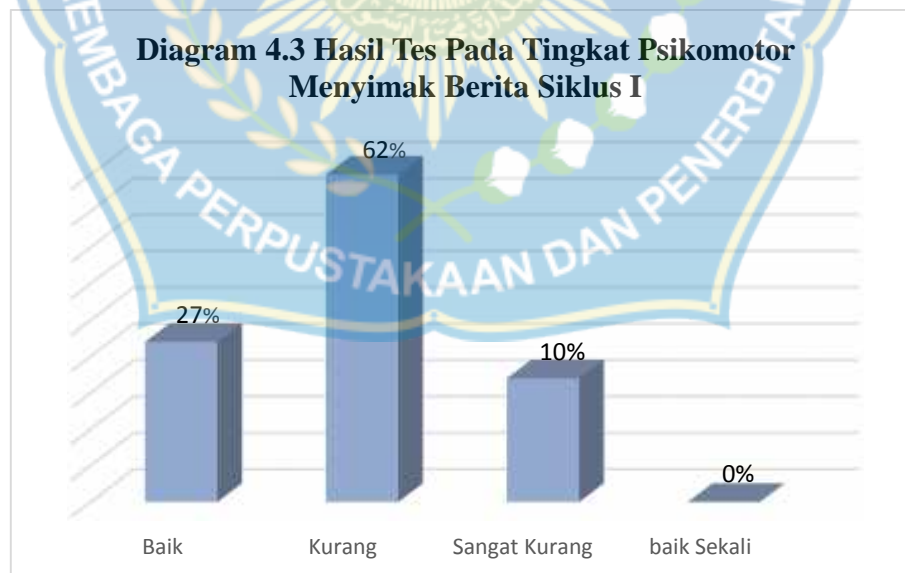 Diagram 4.3 Hasil Tes Pada Tingkat Psikomotor
Menyimak Berita Siklus I
62%
27%
10%
0%
Baik Kurang Sangat Kurang baik Sekali
PERPUSTAKAAN DAN